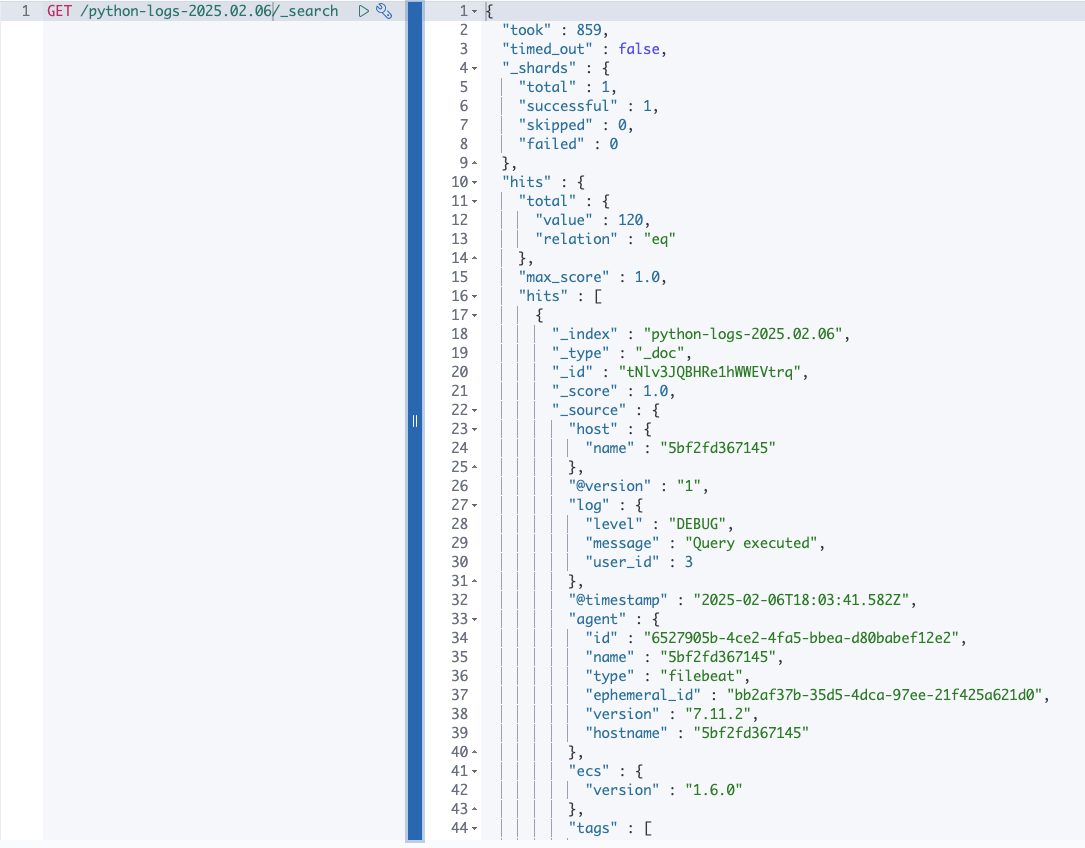 1 GET /python-logs-2025.02.06/_search
1 {
2 "took" : 859,
3 "timed_out" : false,
4 "_shards" : {
5 "total" : 1,
6 "successful" : 1,
7 "skipped" : 0,
8 "failed" : 0
9 },
10 "hits" : {
11 "total" : {
12 "value" : 120,
13 "relation" : "eq"
14 },
15 "max_score" : 1.0,
16 "hits" : [
17 {
18 "_index" : "python-logs-2025.02.06",
19 "_type" : "_doc",
20 "_id" : "tNlv3JQBHRe1hWWEVtrq",
21 "_score" : 1.0,
22 "_source" : {
23 "host" : {
24 "name" : "5bf2fd367145"
25 },
26 "@version" : "1",
27 "log" : {
28 "level" : "DEBUG",
29 "message" : "Query executed",
30 "user_id" : 3
31 },
32 "@timestamp" : "2025-02-06T18:03:41.582Z",
33 "agent" : {
34 "id" : "6527905b-4ce2-4fa5-bbea-d80babef12e2",
35 "name" : "5bf2fd367145",
36 "type" : "filebeat",
37 "ephemeral_id" : "bb2af37b-35d5-4dca-97ee-21f425a621d0",
38 "version" : "7.11.2",
39 "hostname" : "5bf2fd367145"
40 },
41 "ecs" : {
42 "version" : "1.6.0"
43 },
44 "tags" : [